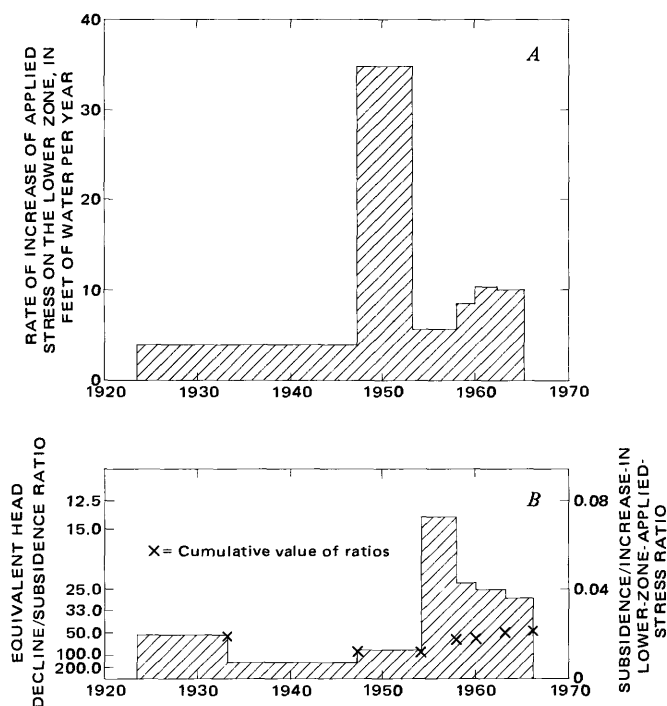 RATE OF INCREASE OF APPLIED
STRESS ON THE LOWER ZONE, IN
FEET OF WATER PER YEAR
40
30
20
10
0
A
1920 1930 1940 1950 1960 1970
EQUIVALENT HEAD
DECLINE/SUBSIDENCE RATIO
12.5
15.0
25.0
33.0
50.0
100.0
200.0
B
X = Cumulative value of ratios
0.08
0.04
0
SUBSIDENCE/INCREASE-IN
LOWER-ZONE-APPLIED-
STRESS RATIO
1920 1930 1940 1950 1960 1970